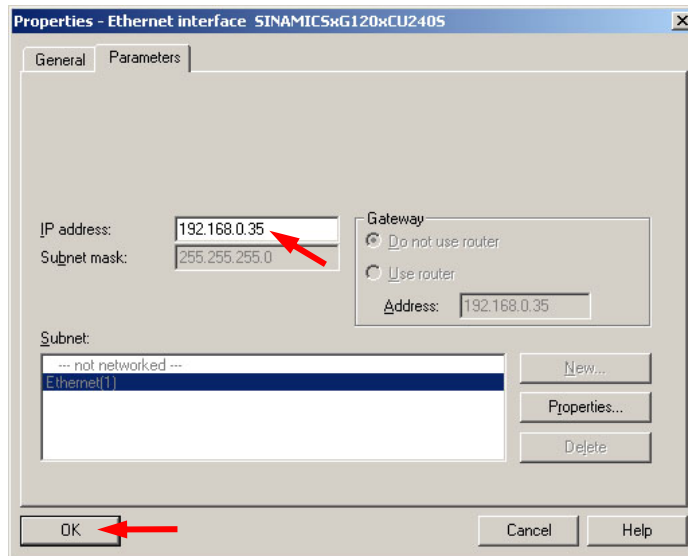 Properties - Ethernet interface SINAMICSxG120xCU240S
General Parameters
IP address: 192.168.0.35
Subnet mask: 255.255.255.0
Gateway
Do not use router
Use router
Address: 192.168.0.35
Subnet:
--- not networked ---
Ethernet(1)
New...
Properties...
Delete
OK Cancel Help